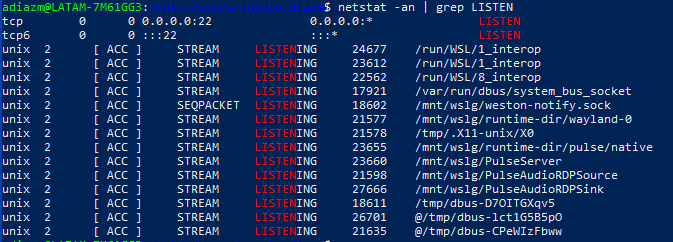 adiazm@LATAM-7M61GG3: $ netstat -an | grep LISTEN
tcp 0 0 0.0.0.0:22 0.0.0.0:* LISTEN
tcp6 0 0 :::22 :::* LISTEN
unix 2 [ ACC ] STREAM LISTENING 24677 /run/WSL/1_interop
unix 2 [ ACC ] STREAM LISTENING 23612 /run/WSL/1_interop
unix 2 [ ACC ] STREAM LISTENING 22562 /run/WSL/8_interop
unix 2 [ ACC ] STREAM LISTENING 17921 /var/run/dbus/system_bus_socket
unix 2 [ ACC ] SEQPACKET LISTENING 18602 /mnt/wslg/weston-notify.sock
unix 2 [ ACC ] STREAM LISTENING 21577 /mnt/wslg/runtime-dir/wayland-0
unix 2 [ ACC ] STREAM LISTENING 21578 /tmp/.X11-unix/X0
unix 2 [ ACC ] STREAM LISTENING 23655 /mnt/wslg/runtime-dir/pulse/native
unix 2 [ ACC ] STREAM LISTENING 23660 /mnt/wslg/PulseServer
unix 2 [ ACC ] STREAM LISTENING 21598 /mnt/wslg/PulseAudioRDPSource
unix 2 [ ACC ] STREAM LISTENING 27666 /mnt/wslg/PulseAudioRDPSink
unix 2 [ ACC ] STREAM LISTENING 18611 /tmp/dbus-D7OITGXqv5
unix 2 [ ACC ] STREAM LISTENING 26701 @/tmp/dbus-lct1G5B5pO
unix 2 [ ACC ] STREAM LISTENING 21635 @/tmp/dbus-CPeWIzFbww